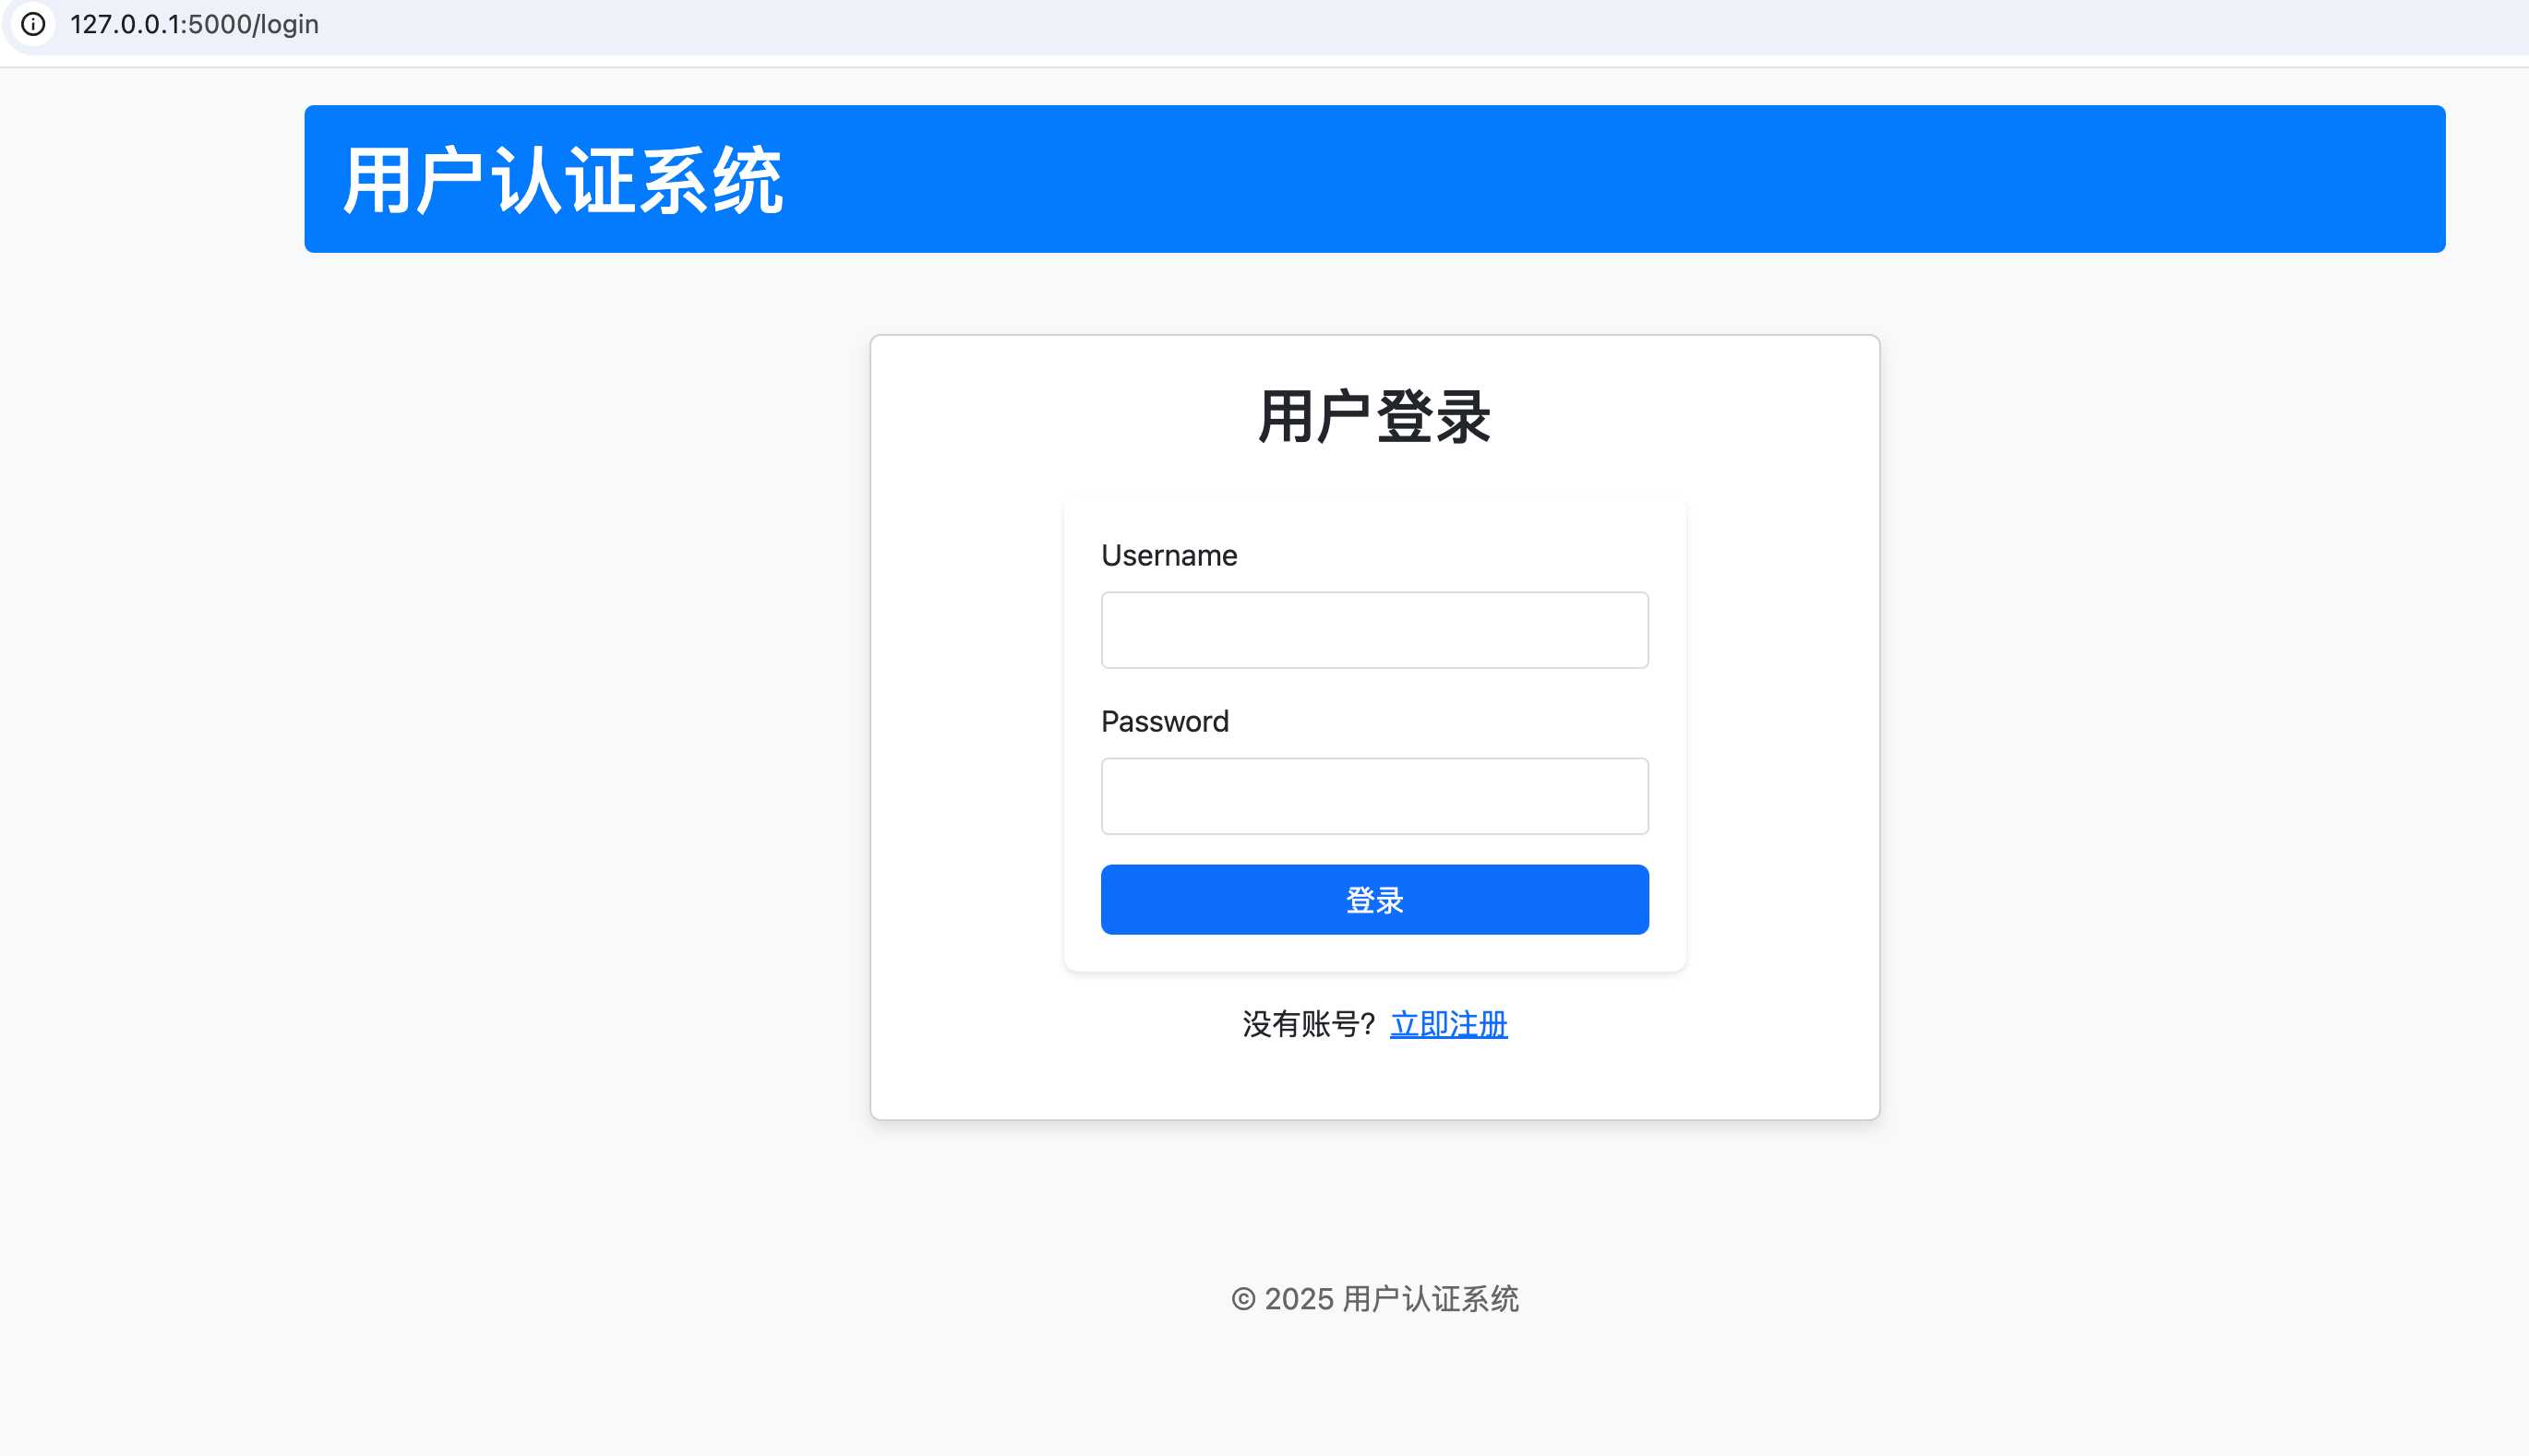 127.0.0.1:5000/login
用户认证系统
用户登录
Username
Password
登录
没有账号? 立即注册
© 2025 用户认证系统